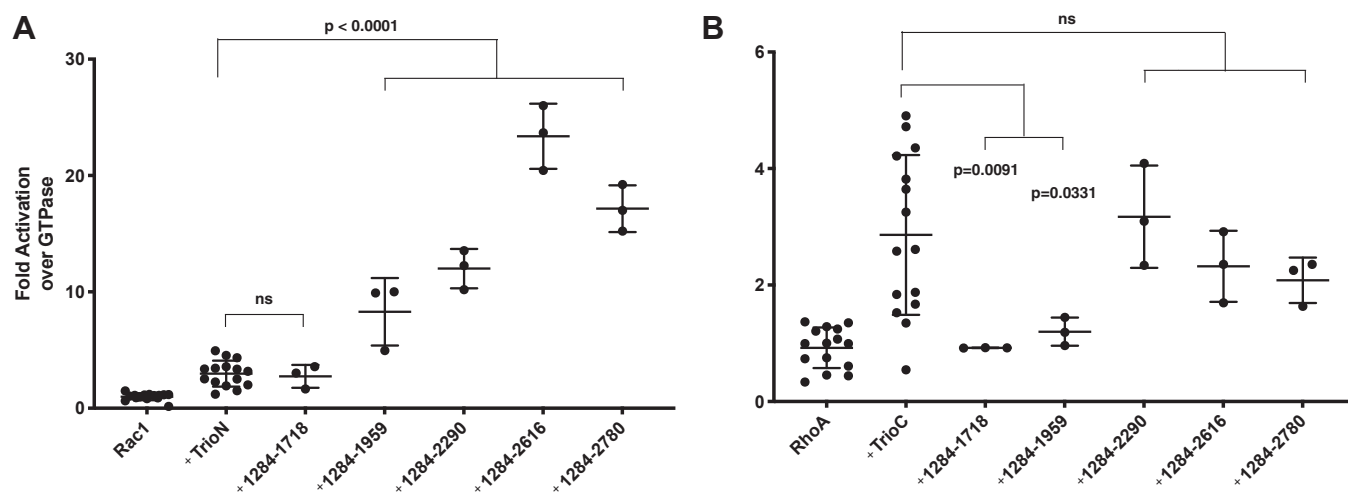 A
p < 0.0001
30
20
10
0
Fold Activation
over GTPase
ns
Rac1
+ TrioN
+ 1284-1718
+ 1284-1959
+ 1284-2290
+ 1284-2616
+ 1284-2780
B
ns
6
4
2
0
p=0.0091
p=0.0331
RhoA
+ TrioC
+ 1284-1718
+ 1284-1959
+ 1284-2290
+ 1284-2616
+ 1284-2780